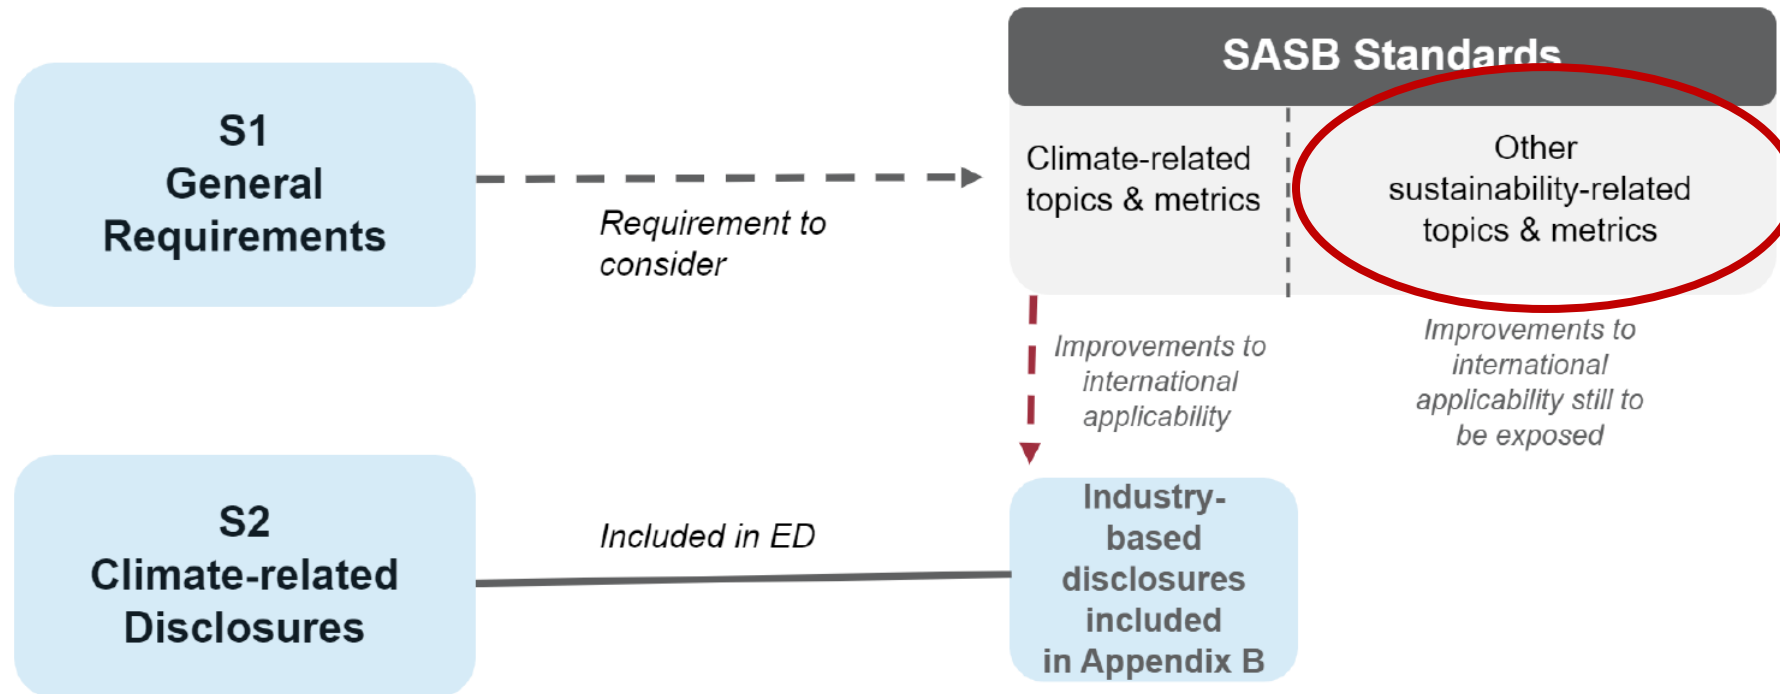 SASB Standards
S1
General
Requirements
Requirement to
consider
Climate-related
topics & metrics
Other
sustainability-related
topics & metrics
Improvements to
international
applicability
Improvements to
international
applicability still to
be exposed
S2
Climate-related
Disclosures
Included in ED
Industry-
based
disclosures
included
in Appendix B